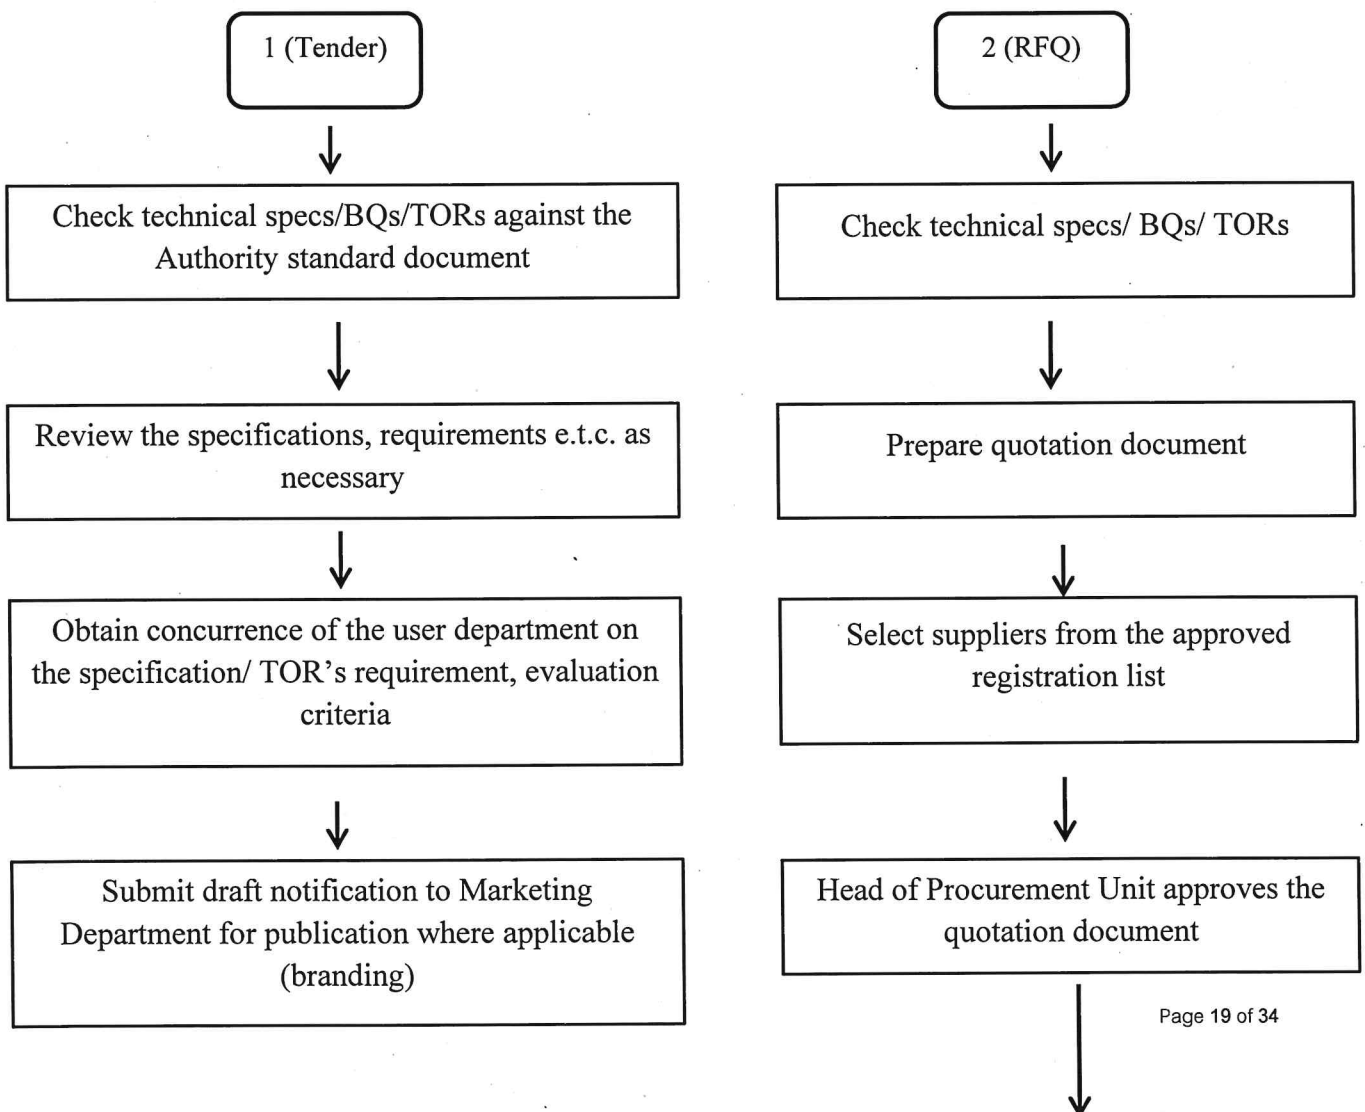 1 (Tender)
Check technical specs/BQs/TORs against the
Authority standard document
Review the specifications, requirements e.t.c. as
necessary
Obtain concurrence of the user department on
the specification/ TOR’s requirement, evaluation
criteria
Submit draft notification to Marketing
Department for publication where applicable
(branding)
2 (RFQ)
Check technical specs/ BQs/ TORs
Prepare quotation document
Select suppliers from the approved
registration list
Head of Procurement Unit approves the
quotation document
Page 19 of 34